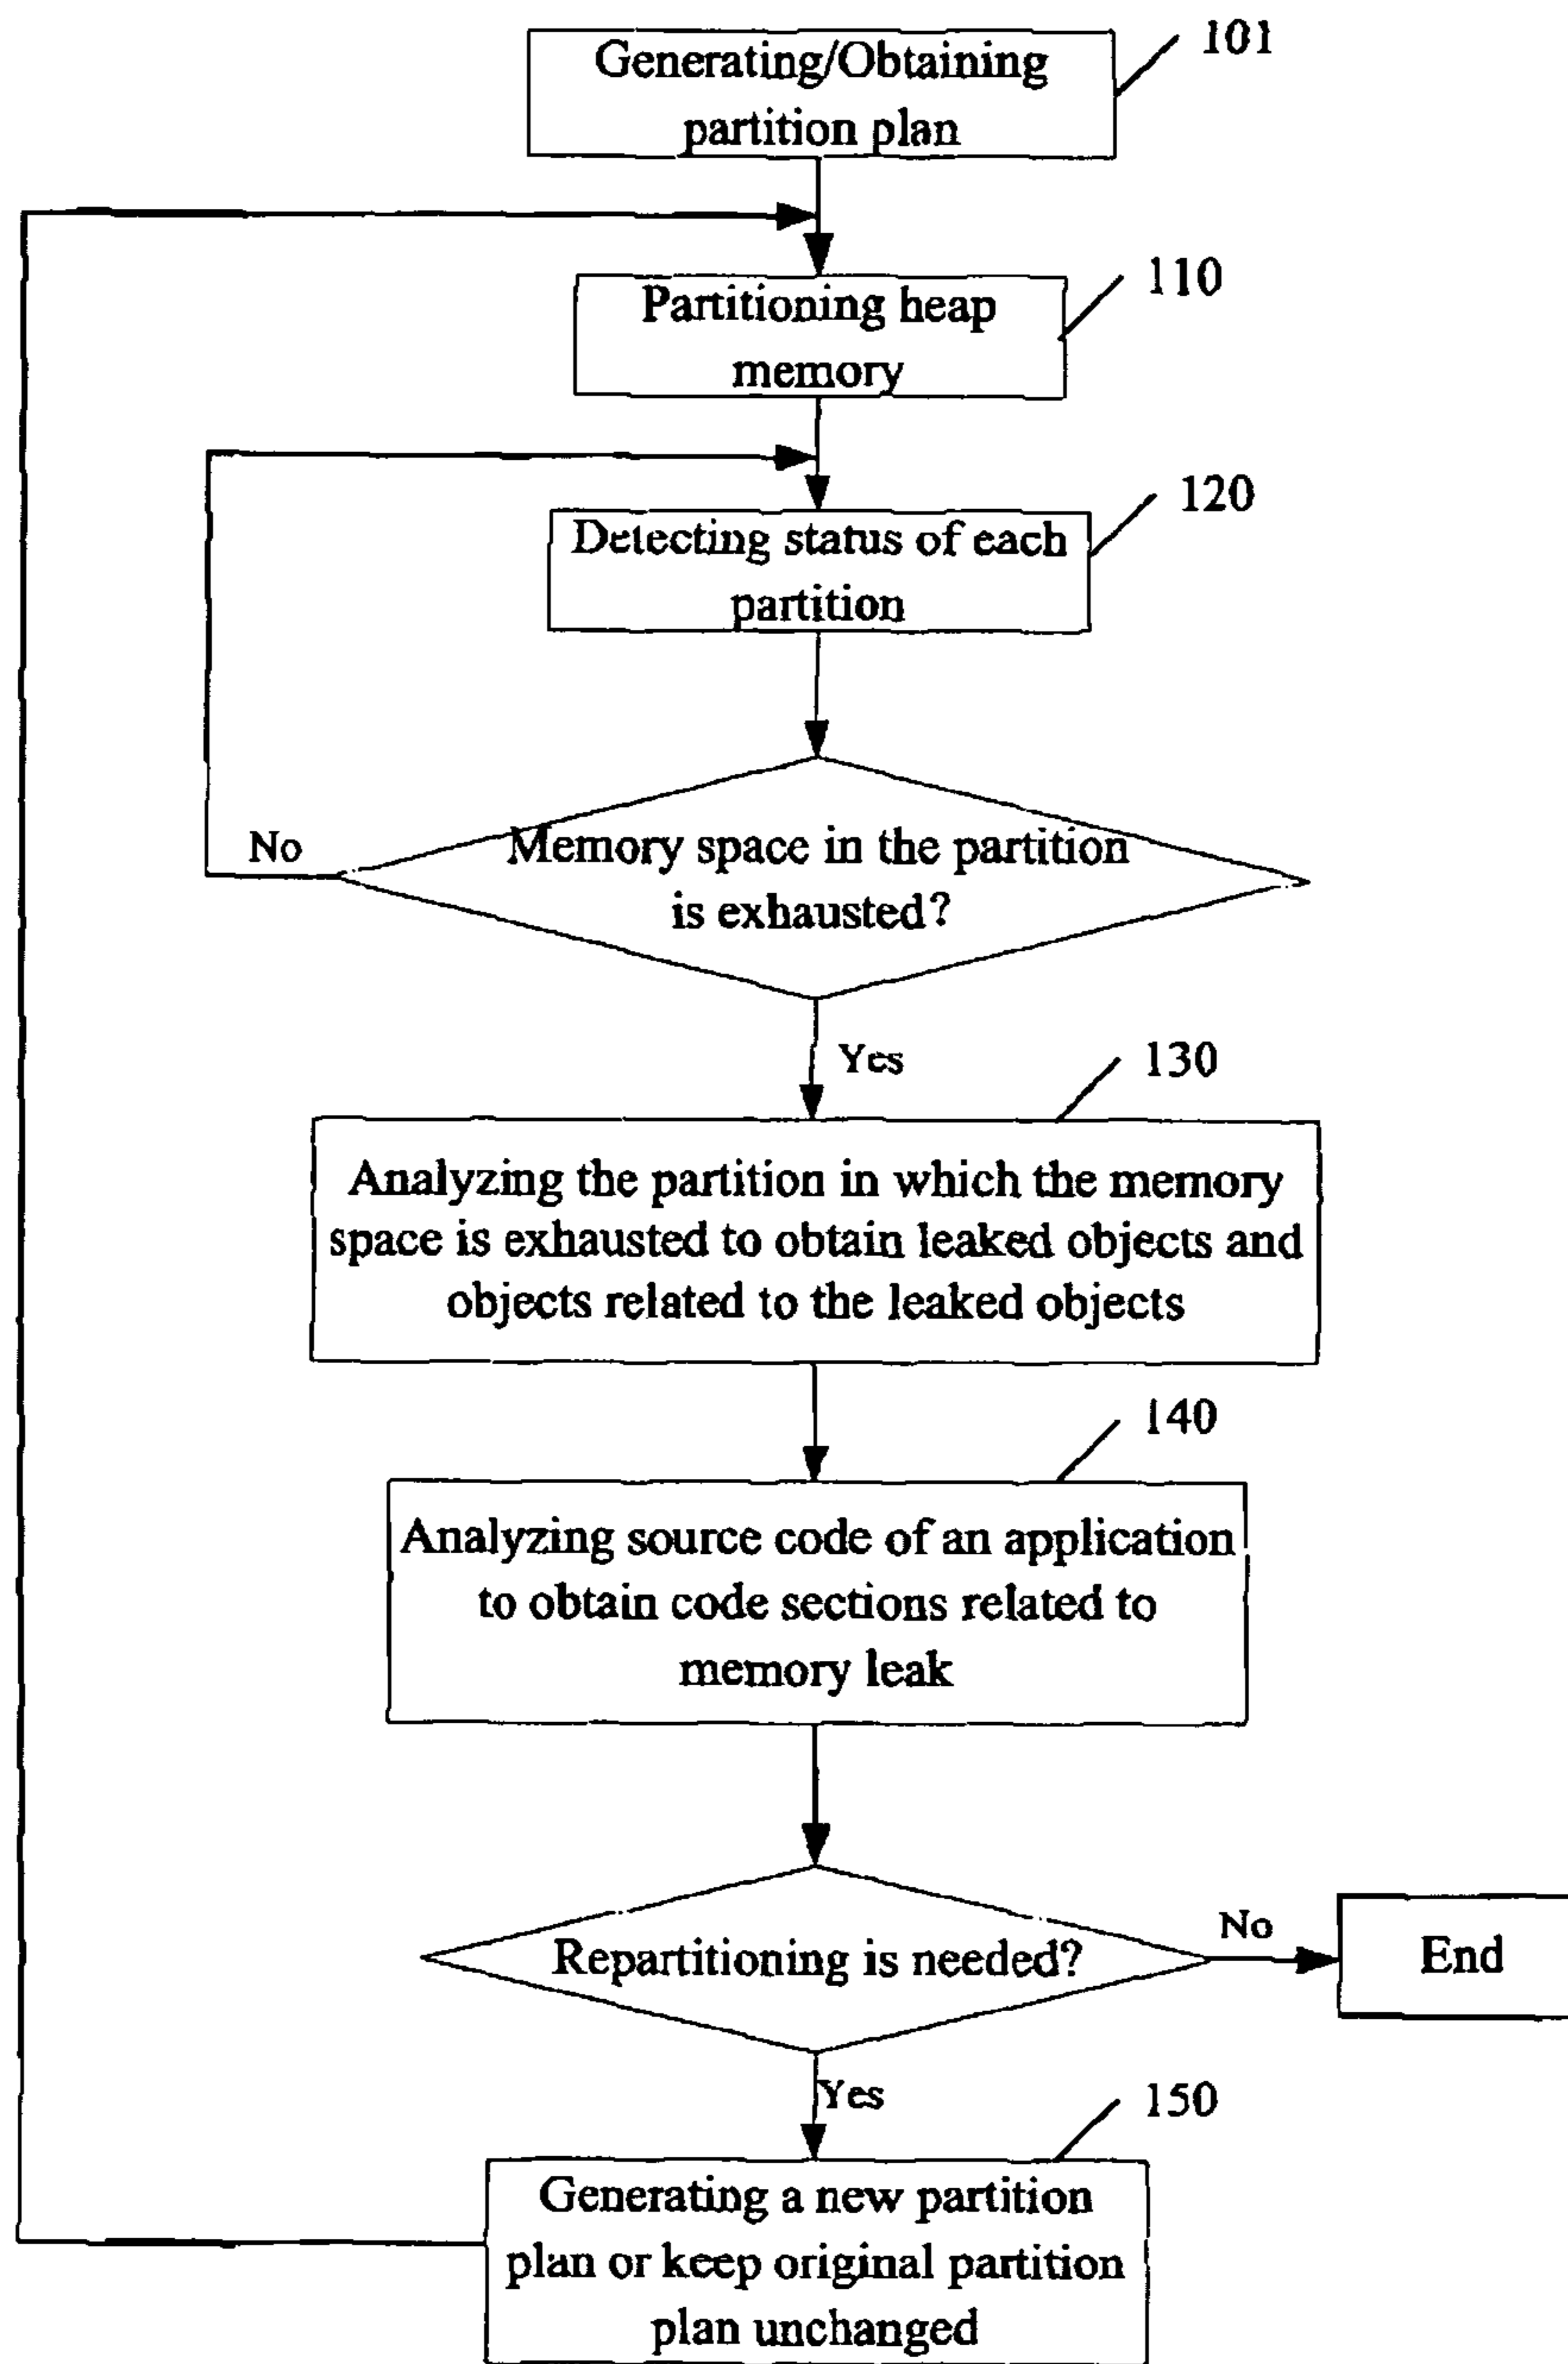 Generating/Obtaining
partition plan
101
Partitioning heap
memory
110
Detecting status of each
partition
120
No
Memory space in the partition
is exhausted?
Yes
130
Analyzing the partition in which the memory
space is exhausted to obtain leaked objects and
objects related to the leaked objects
140
Analyzing source code of an application
to obtain code sections related to
memory leak
Repartitioning is needed?
No
End
Yes
150
Generating a new partition
plan or keep original partition
plan unchanged